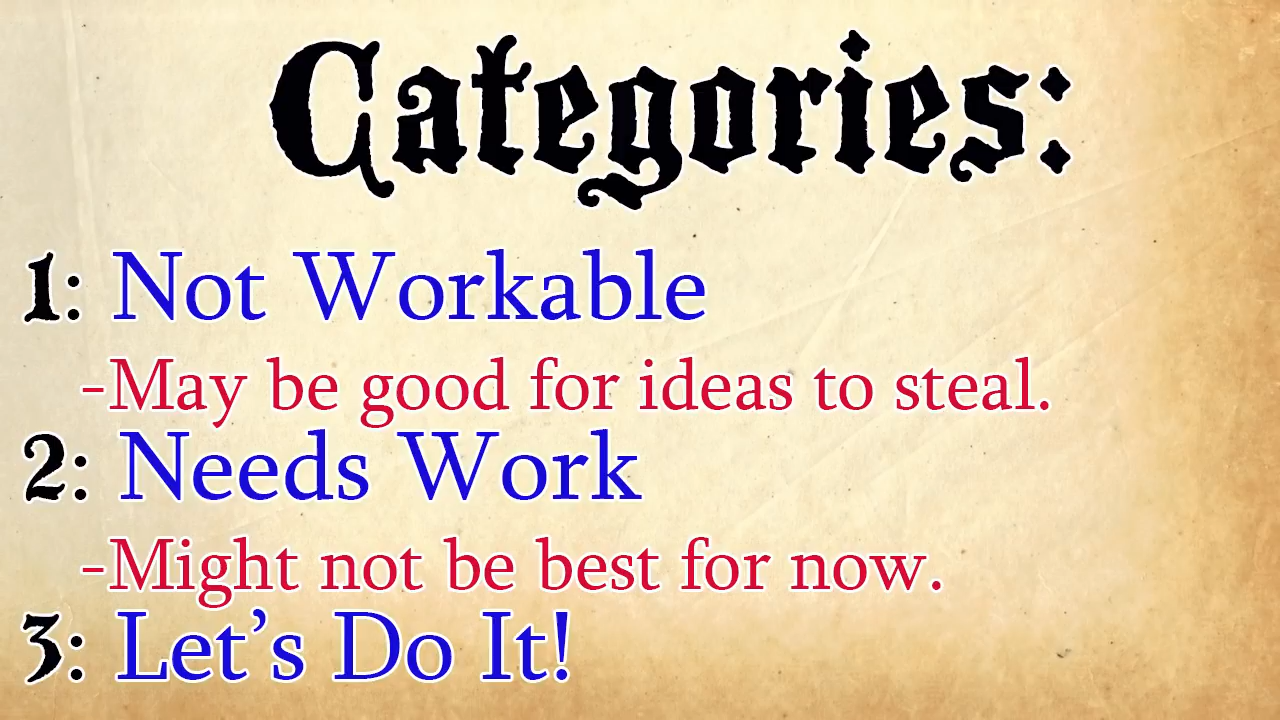 Categories:
1: Not Workable
-May be good for ideas to steal.
2: Needs Work
-Might not be best for now.
3: Let’s Do It!